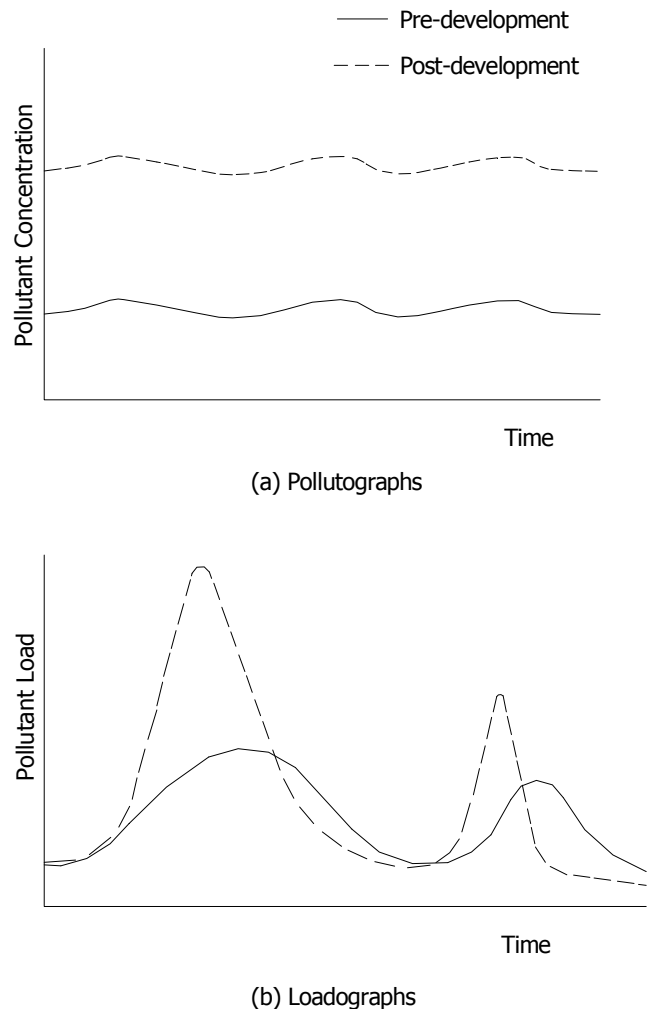 Pre-development
Post-development
Pollutant Concentration
Time
(a) Pollutographs
Pollutant Load
Time
(b) Loadographs